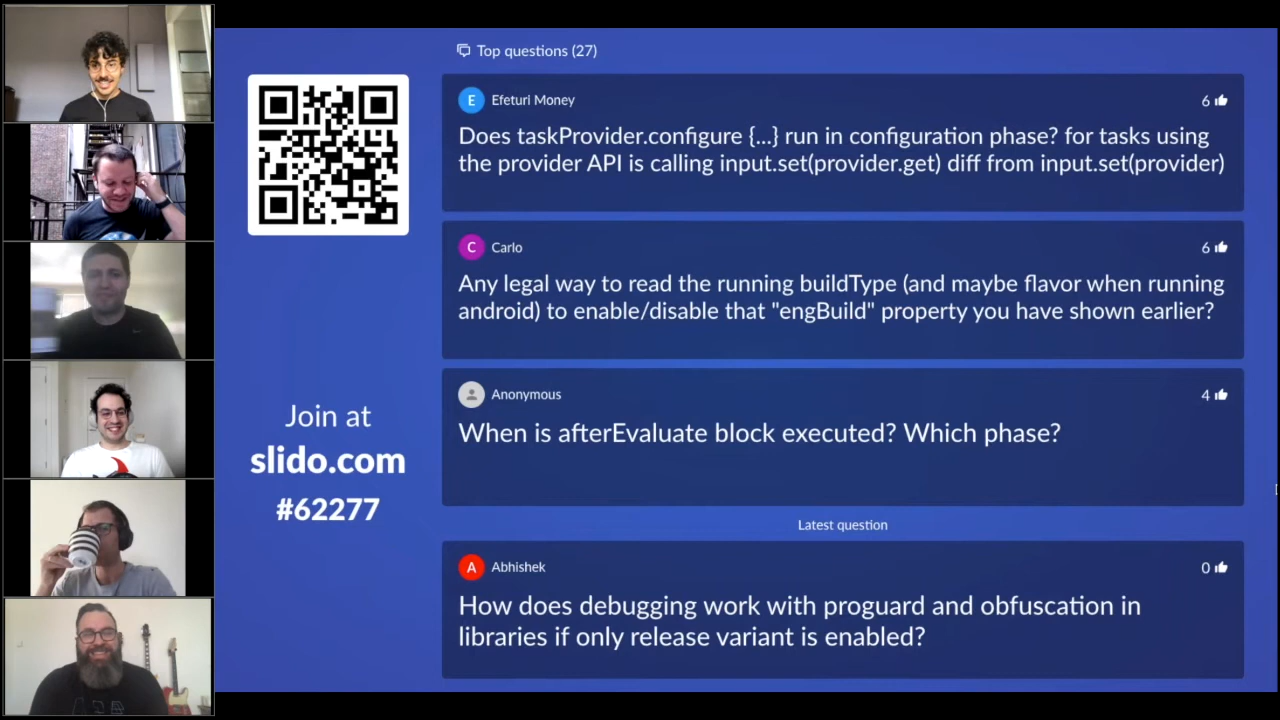 Top questions (27)
E Efeturi Money 6
Does taskProvider.configure {...} run in configuration phase? for tasks using
the provider API is calling input.set(provider.get) diff from input.set(provider)
C Carlo 6
Any legal way to read the running buildType (and maybe flavor when running
android) to enable/disable that "engBuild" property you have shown earlier?
Anonymous 4
When is afterEvaluate block executed? Which phase?
Join at
slido.com
#62277
Latest question
A Abhishek 0
How does debugging work with proguard and obfuscation in
libraries if only release variant is enabled?